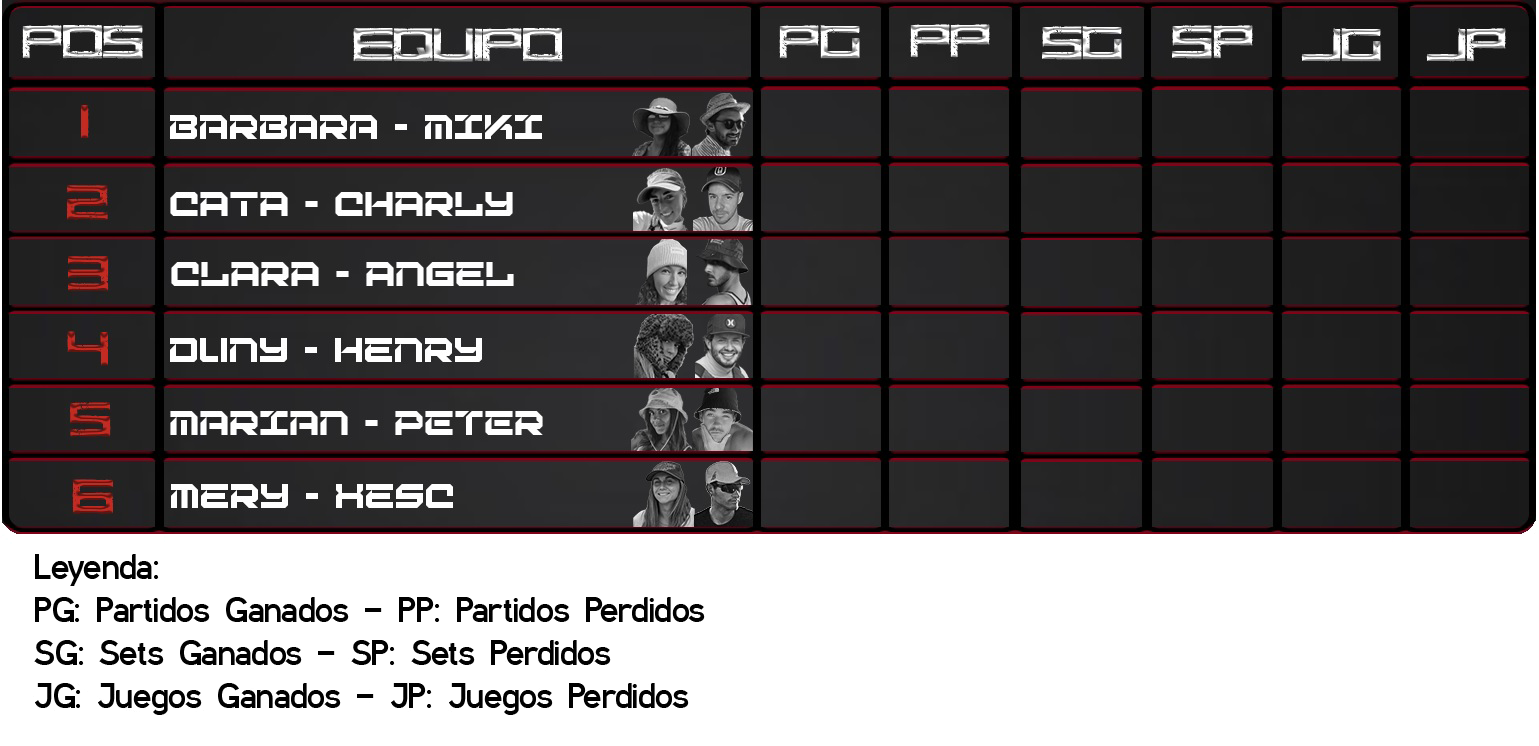 POS EQUIPO PG PP SG SP JG JP
1 BARBARA - MIKI
2 CATA - CHARLY
3 CLARA - ANGEL
4 DUNY - HENRY
5 MARIAN - PETER
6 MERY - XESC
Leyenda:
PG: Partidos Ganados - PP: Partidos Perdidos
SG: Sets Ganados - SP: Sets Perdidos
JG: Juegos Ganados - JP: Juegos Perdidos